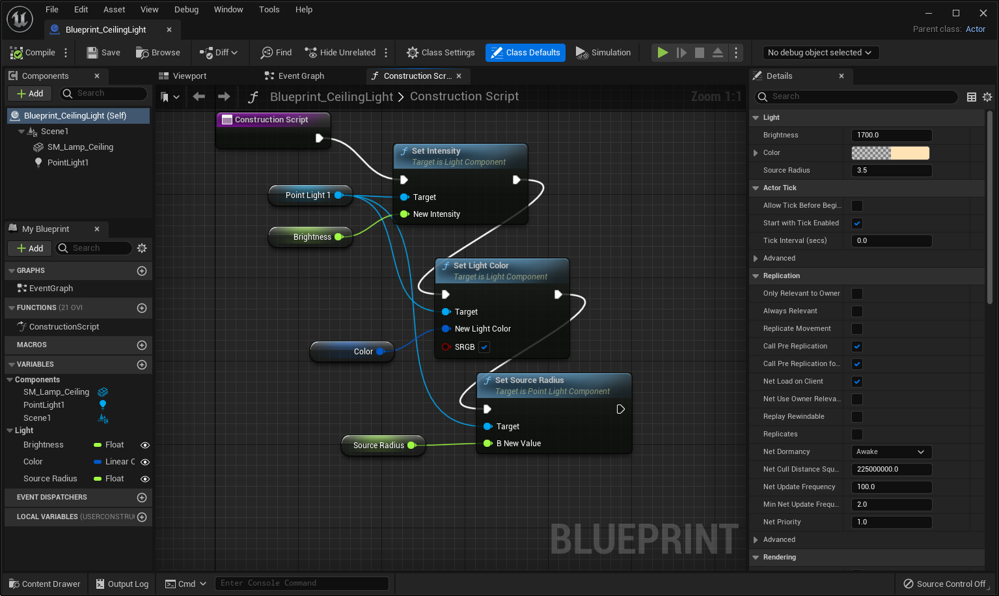 File Edit Asset View Debug Window Tools Help
Blueprint_CeilingLight
Parent class: Actor
Compile Save Browse Diff Find Hide Unrelated Class Settings Class Defaults Simulation No debug object selected
Components
Add Search
Blueprint_CeilingLight (Self)
Scene1
SM_Lamp_Ceiling
PointLight1
My Blueprint
Add Search
GRAPHS
EventGraph
FUNCTIONS (21 OVI
ConstructionScript
MACROS
VARIABLES
Components
SM_Lamp_Ceiling
PointLight1
Scene1
Light
Brightness Float
Color Linear C
Source Radius Float
EVENT DISPATCHERS
LOCAL VARIABLES (USERCONSTRU
Viewport Event Graph Construction Scr...
Blueprint_CeilingLight > Construction Script Zoom 1:1
Construction Script
Set Intensity
Target is Light Component
Point Light 1
Target
New Intensity
Brightness
Set Light Color
Target is Light Component
Target
New Light Color
SRGB
Color
Set Source Radius
Target is Point Light Component
Target
B New Value
Source Radius
BLUEPRINT
Details
Search
Light
Brightness 1700.0
Color
Source Radius 3.5
Actor Tick
Allow Tick Before Begi...
Start with Tick Enabled
Tick Interval (secs) 0.0
Advanced
Replication
Only Relevant to Owner
Always Relevant
Replicate Movement
Call Pre Replication
Call Pre Replication fo...
Net Load on Client
Net Use Owner Releva...
Replay Rewindable
Replicates
Net Dormancy Awake
Net Cull Distance Squ... 225000000.0
Net Update Frequency 100.0
Min Net Update Frequ... 2.0
Net Priority 1.0
Advanced
Rendering
Content Drawer Output Log Cmd Enter Console Command Source Control Off